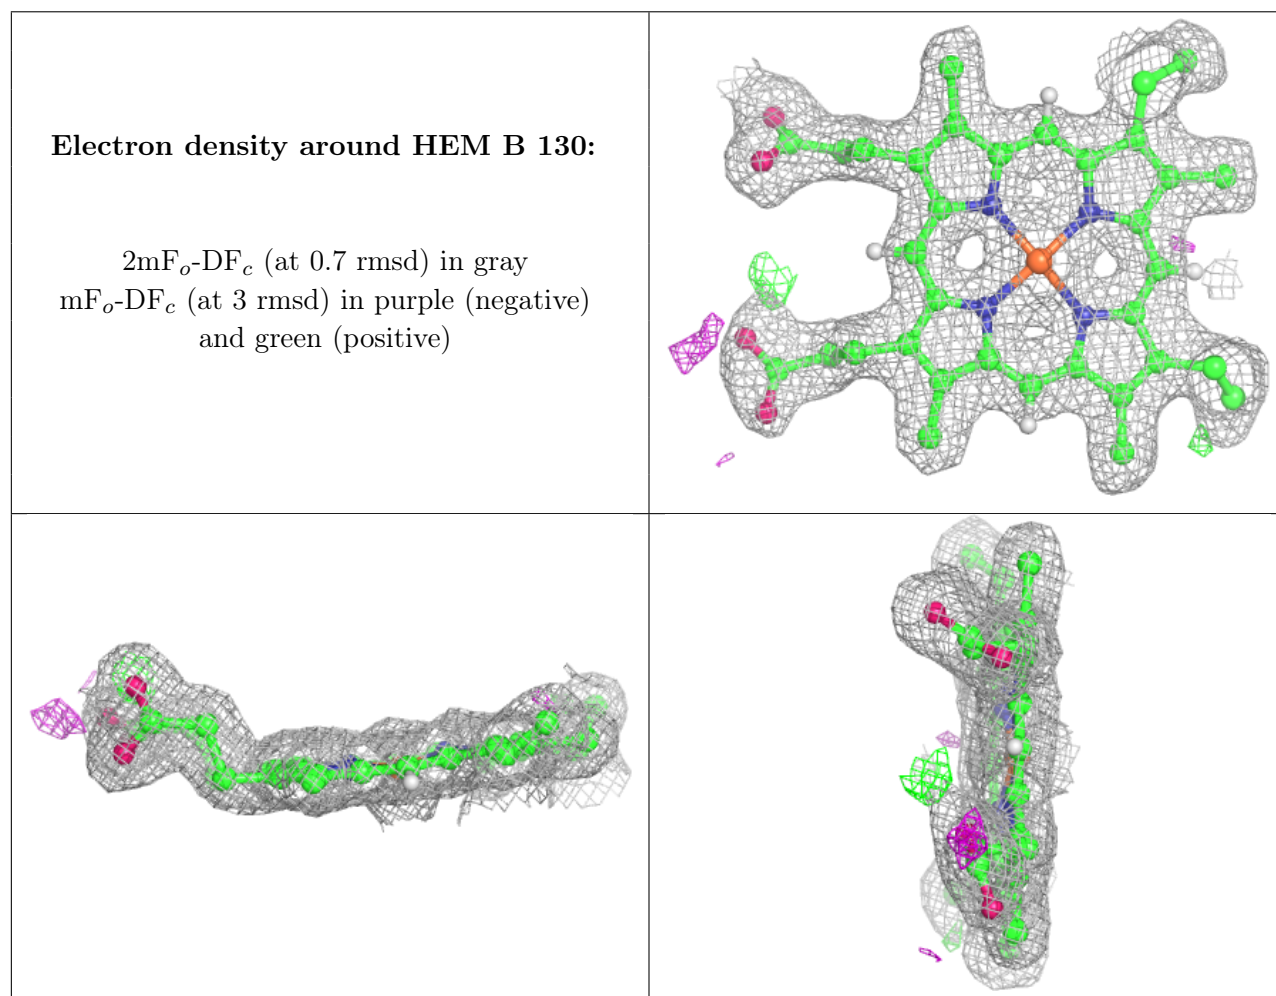 Electron density around HEM B 130:
2mFo-DFc (at 0.7 rmsd) in gray
mFo-DFc (at 3 rmsd) in purple (negative)
and green (positive)